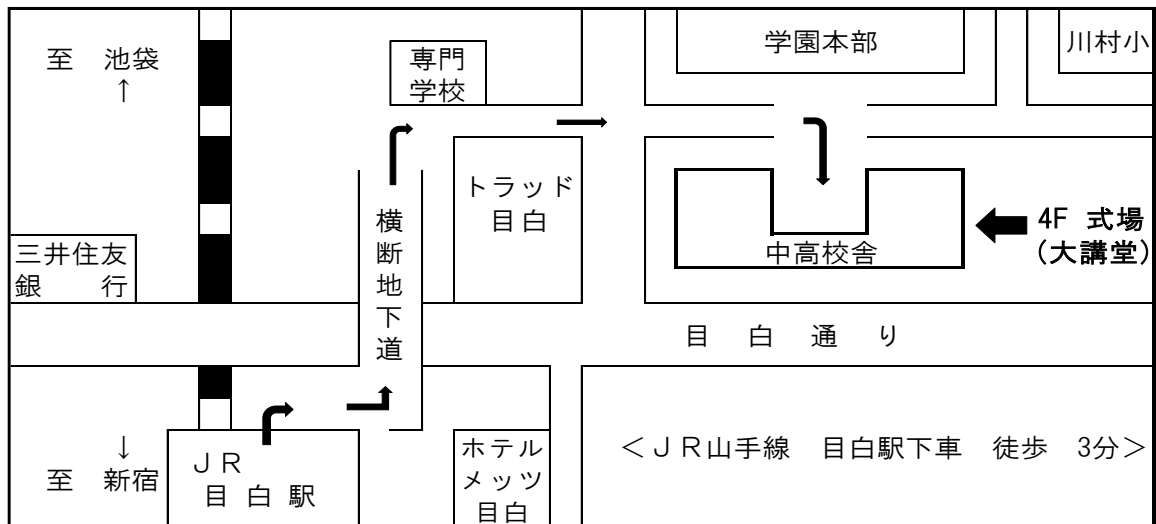 至　池袋
↑
専門
学校
学園本部
川村小
トラッド
目白
横断地下道
4F 式場
(大講堂)
中高校舎
三井住友
銀　　行
目　白　通　り
↓
至　新宿
ＪＲ
目 白 駅
ホテル
メッツ
目白
＜ＪＲ山手線　目白駅下車　徒歩　3分＞